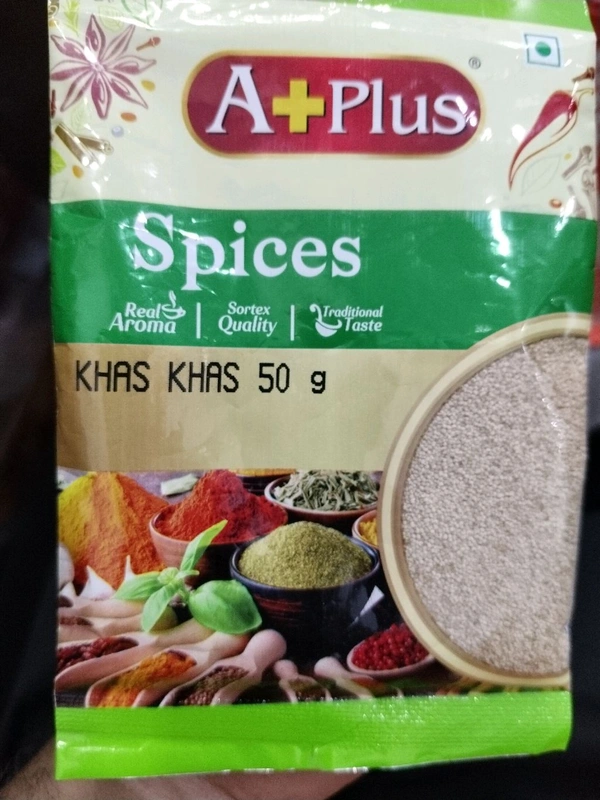 A+Plus®
Spices
Real Aroma | Sortex Quality | Traditional Taste
KHAS KHAS 50 g